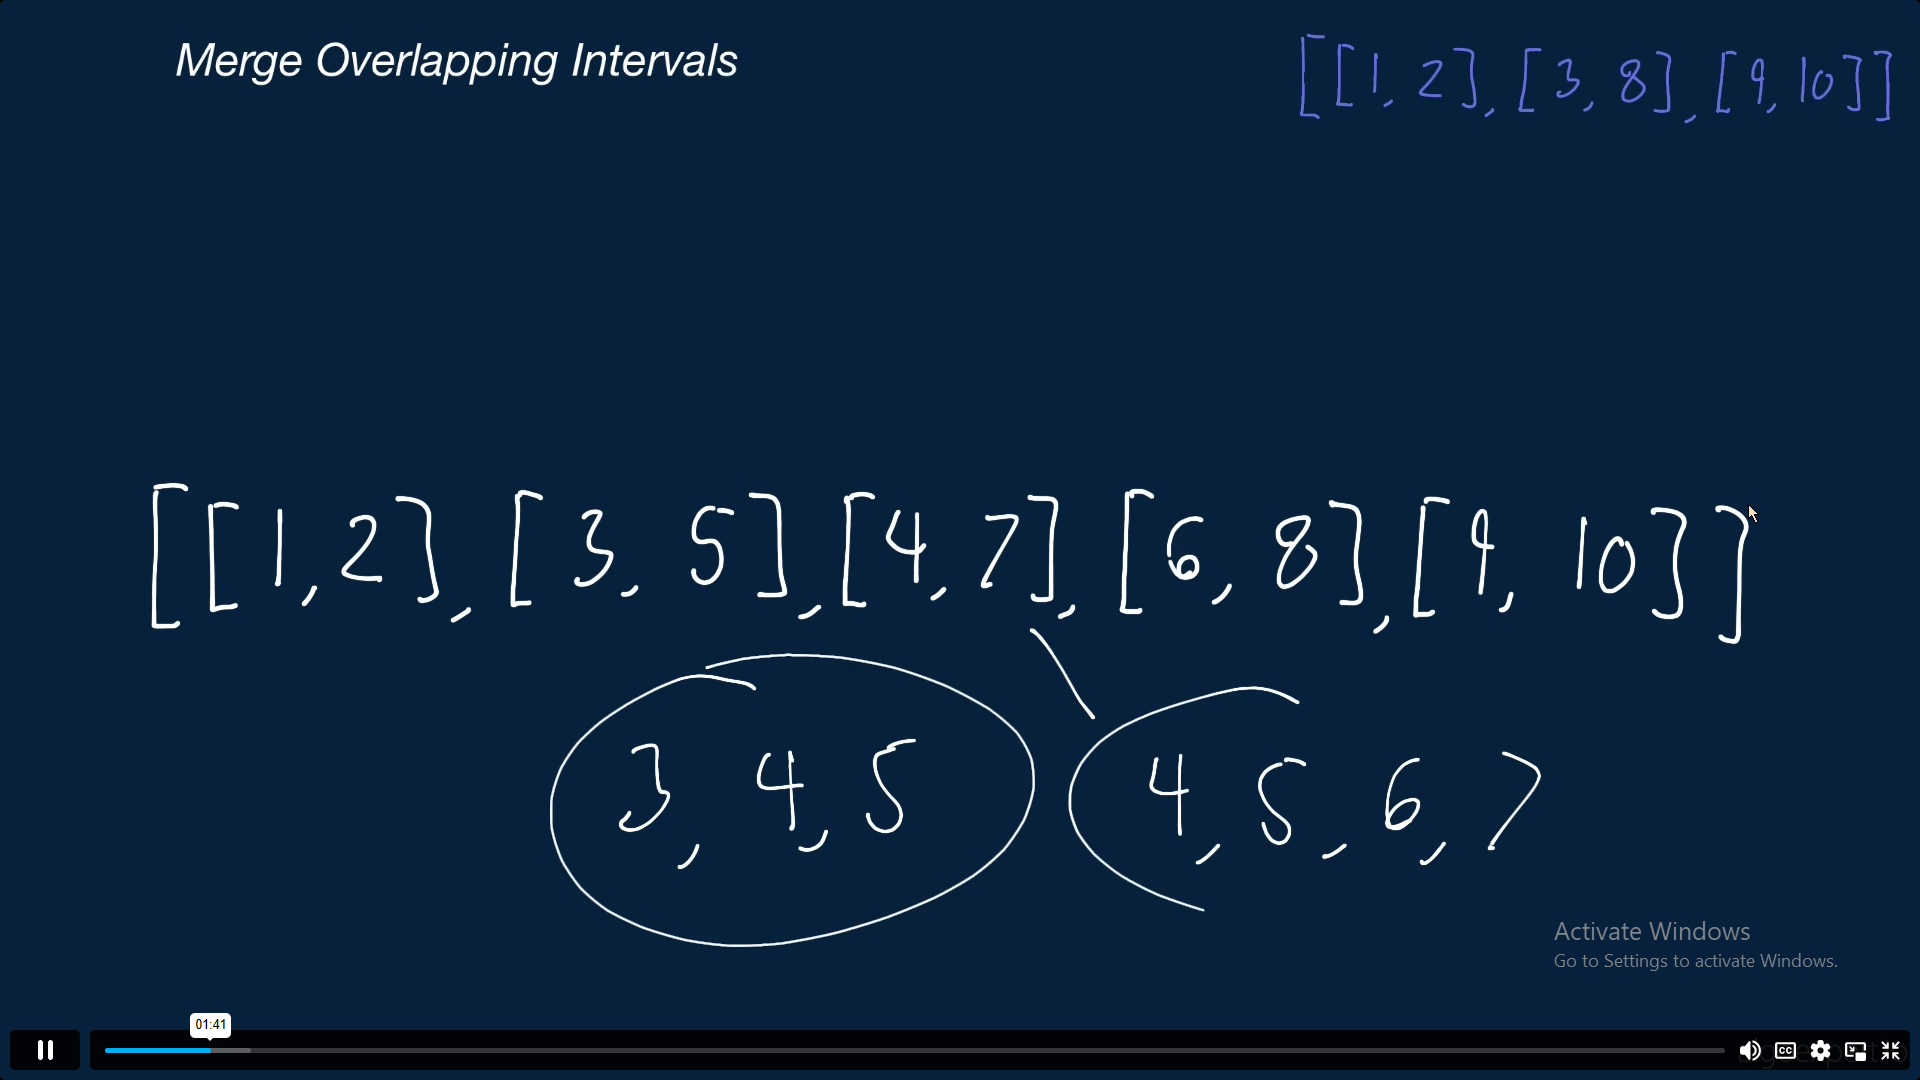 Merge Overlapping Intervals
[[1, 2], [3, 8], [9, 10]]
[[1,2], [3, 5], [4, 7], [6, 8], [9, 10]]
3, 4, 5
4, 5, 6, 7
Activate Windows
Go to Settings to activate Windows.
01:41
CC